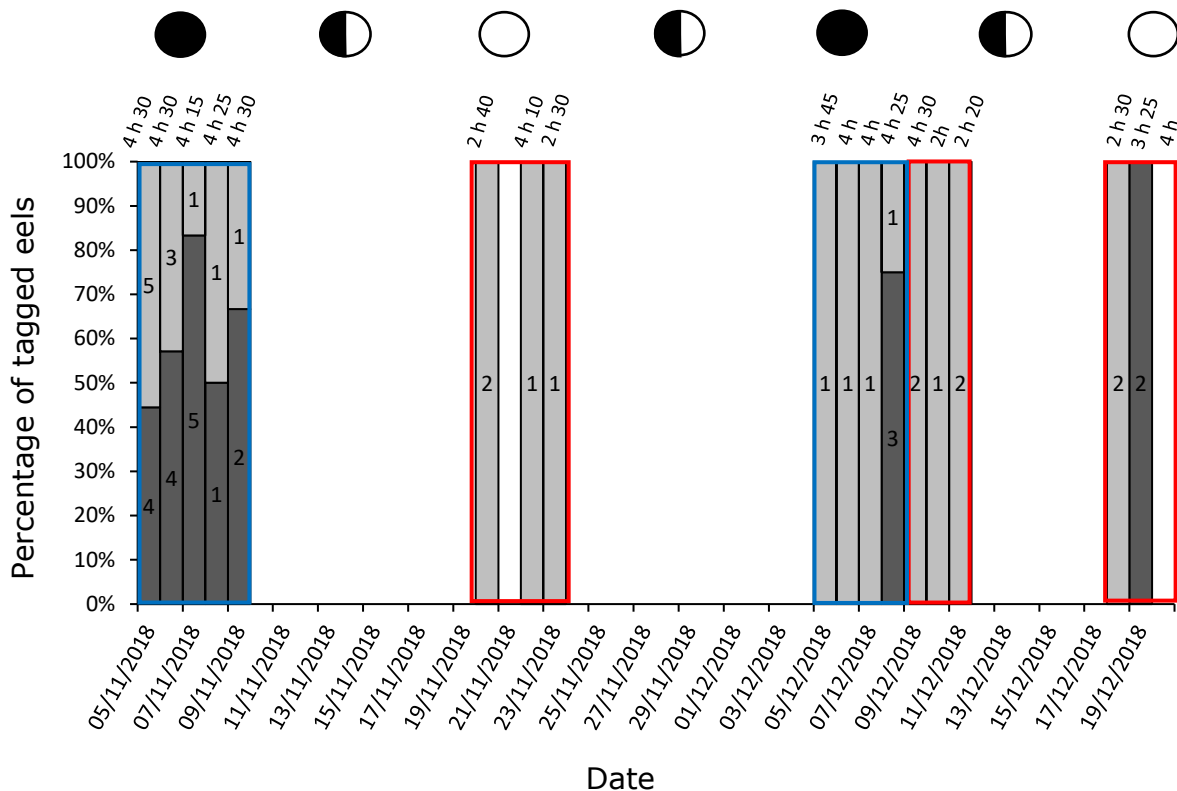 4 h 30
4 h 30
4 h 15
4 h 25
4 h 30
2 h 40
4 h 10
2 h 30
3 h 45
4 h
4 h
4 h 25
4 h 30
2h
2 h 20
2 h 30
3 h 25
4 h
Percentage of tagged eels
100%
90%
80%
70%
60%
50%
40%
30%
20%
10%
0%
5
3
1
1
1
4
4
5
1
2
2
1
1
1
1
1
1
3
2
1
2
2
2
05/11/2018
07/11/2018
09/11/2018
11/11/2018
13/11/2018
15/11/2018
17/11/2018
19/11/2018
21/11/2018
23/11/2018
25/11/2018
27/11/2018
29/11/2018
01/12/2018
03/12/2018
05/12/2018
07/12/2018
09/12/2018
11/12/2018
13/12/2018
15/12/2018
17/12/2018
19/12/2018
Date